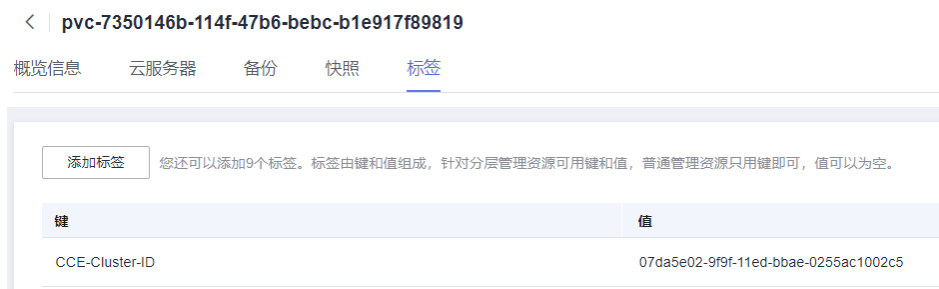 pvc-7350146b-114f-47b6-bebc-b1e917f89819
概览信息 云服务器 备份 快照 标签
添加标签 您还可以添加9个标签。标签由键和值组成，针对分层管理资源可用键和值，普通管理资源只用键即可，值可以为空。
键 值
CCE-Cluster-ID 07da5e02-9f9f-11ed-bbae-0255ac1002c5